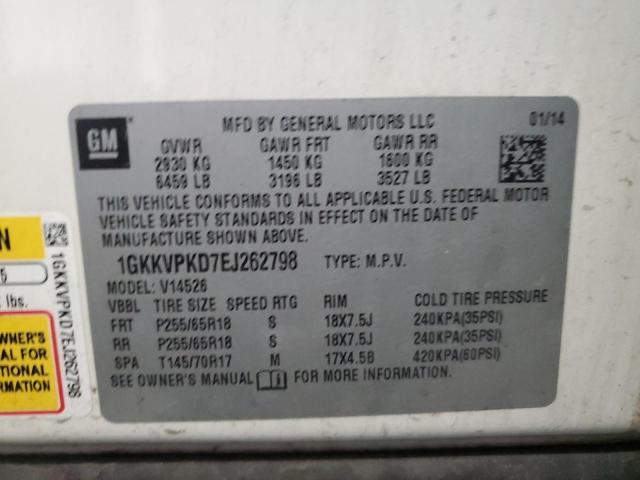 GM
MFD BY GENERAL MOTORS LLC 01/14
GVWR GAWR FRT GAWR RR
2930 KG 1450 KG 1600 KG
6459 LB 3196 LB 3527 LB
THIS VEHICLE CONFORMS TO ALL APPLICABLE U.S. FEDERAL MOTOR
VEHICLE SAFETY STANDARDS IN EFFECT ON THE DATE OF
MANUFACTURE SHOWN ABOVE.
1GKKVPKD7EJ262798 TYPE: M.P.V.
MODEL: V14526
VBBL TIRE SIZE SPEED RTG RIM COLD TIRE PRESSURE
FRT P255/65R18 S 18X7.5J 240KPA(35PSI)
RR P255/65R18 S 18X7.5J 240KPA(35PSI)
SPA T145/70R17 M 17X4.5B 420KPA(60PSI)
SEE OWNER'S MANUAL FOR MORE INFORMATION.
N
5
lbs.
OWNER'S
AL FOR
TIONAL
RMATION
1GKKVPKD7EJ262798